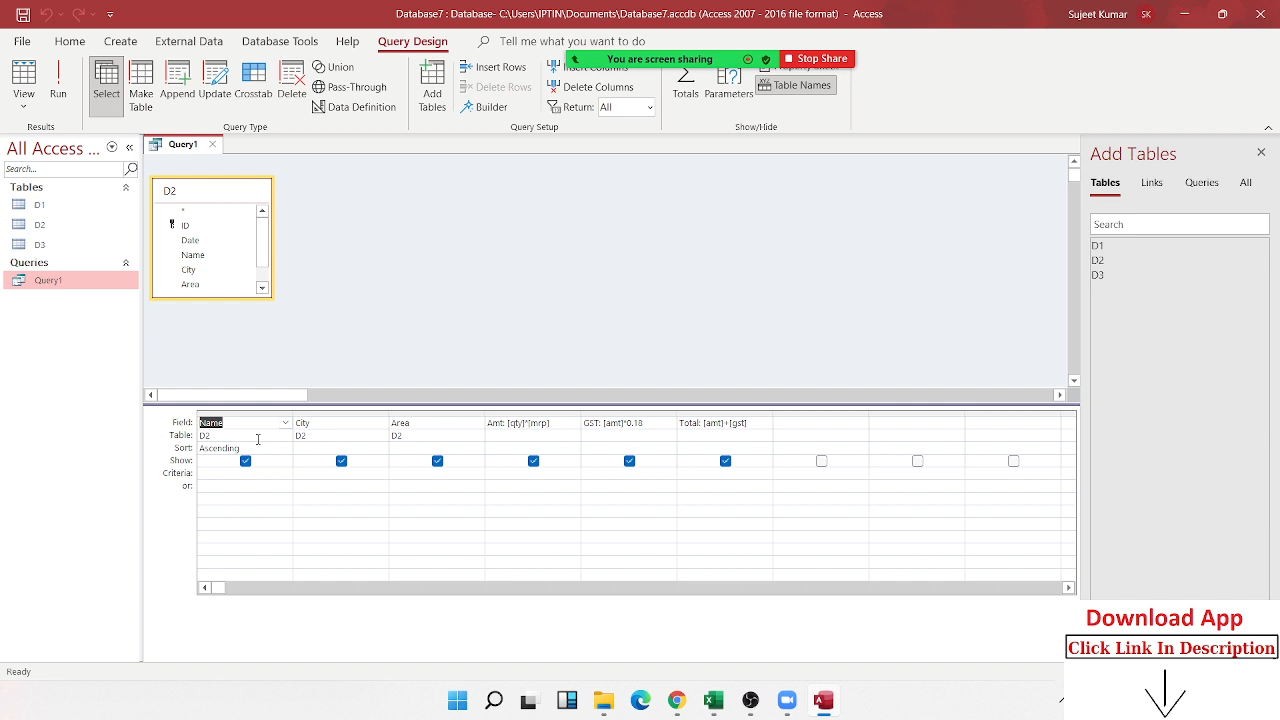 Database7 : Database- C:\Users\IPTIN\Documents\Database7.accdb (Access 2007 - 2016 file format) - Access
Sujeet Kumar
SK
File Home Create External Data Database Tools Help Query Design Tell me what you want to do
You are screen sharing
Stop Share
View
Run
Select
Make Table
Append
Update
Crosstab
Delete
Union
Pass-Through
Data Definition
Add Tables
Insert Rows
Delete Rows
Builder
Insert Columns
Delete Columns
Return: All
Totals
Parameters
Table Names
Results
Query Type
Query Setup
Show/Hide
All Access ...
Search...
Tables
D1
D2
D3
Queries
Query1
Query1
D2
*
ID
Date
Name
City
Area
Field: Name City Area Amt: [qty]*[mrp] GST: [amt]*0.18 Total: [amt]+[gst]
Table: D2 D2 D2
Sort: Ascending
Show:
Criteria:
or:
Add Tables
Tables Links Queries All
Search
D1
D2
D3
Download App
Click Link In Description
Ready